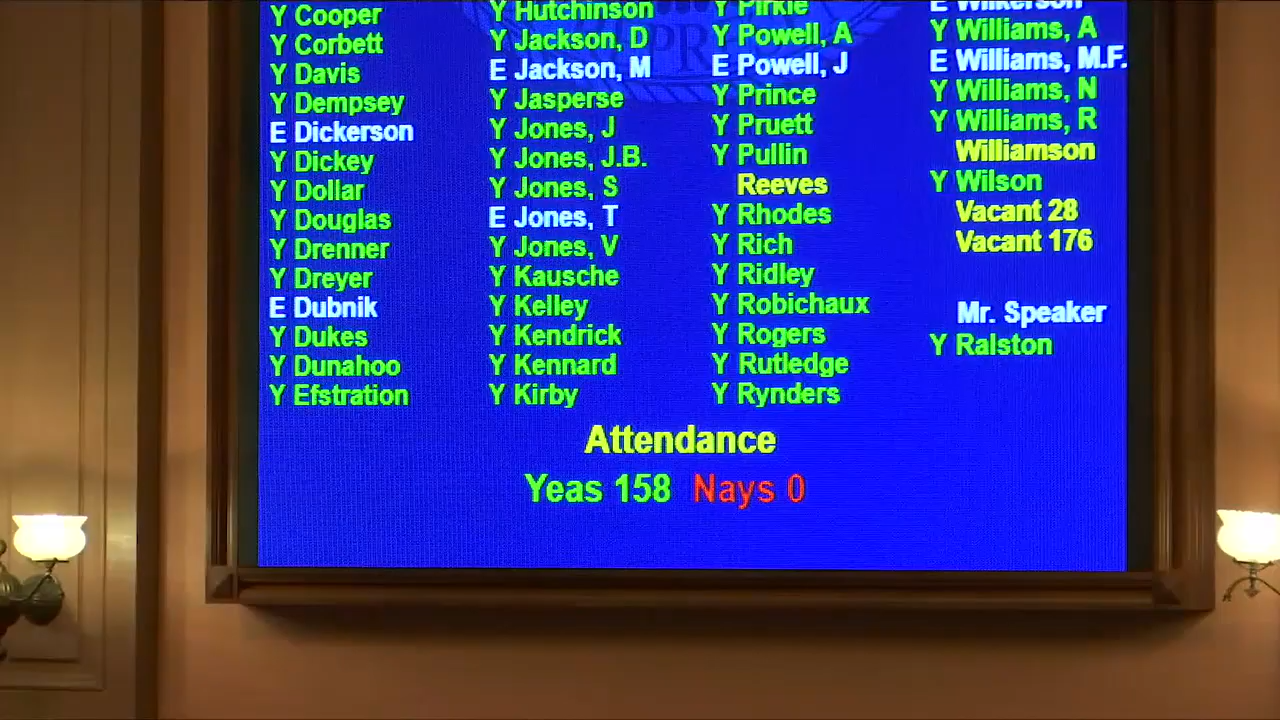 Y Cooper
Y Corbett
Y Davis
Y Dempsey
E Dickerson
Y Dickey
Y Dollar
Y Douglas
Y Drenner
Y Dreyer
E Dubnik
Y Dukes
Y Dunahoo
Y Efstration
Y Hutchinson
Y Jackson, D
E Jackson, M
Y Jasperse
Y Jones, J
Y Jones, J.B.
Y Jones, S
E Jones, T
Y Jones, V
Y Kausche
Y Kelley
Y Kendrick
Y Kennard
Y Kirby
Y Pirkle
Y Powell, A
E Powell, J
Y Prince
Y Pruett
Y Pullin
Reeves
Y Rhodes
Y Rich
Y Ridley
Y Robichaux
Y Rogers
Y Rutledge
Y Rynders
E Wilkerson
Y Williams, A
E Williams, M.F.
Y Williams, N
Y Williams, R
Williamson
Y Wilson
Vacant 28
Vacant 176
Mr. Speaker
Y Ralston
Attendance
Yeas 158 Nays 0